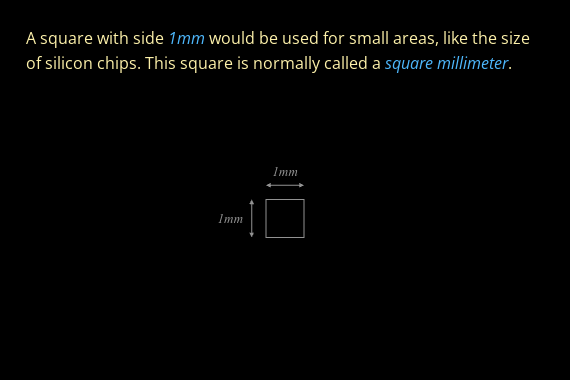 A square with side 1mm would be used for small areas, like the size
of silicon chips. This square is normally called a square millimeter.
1mm
1mm